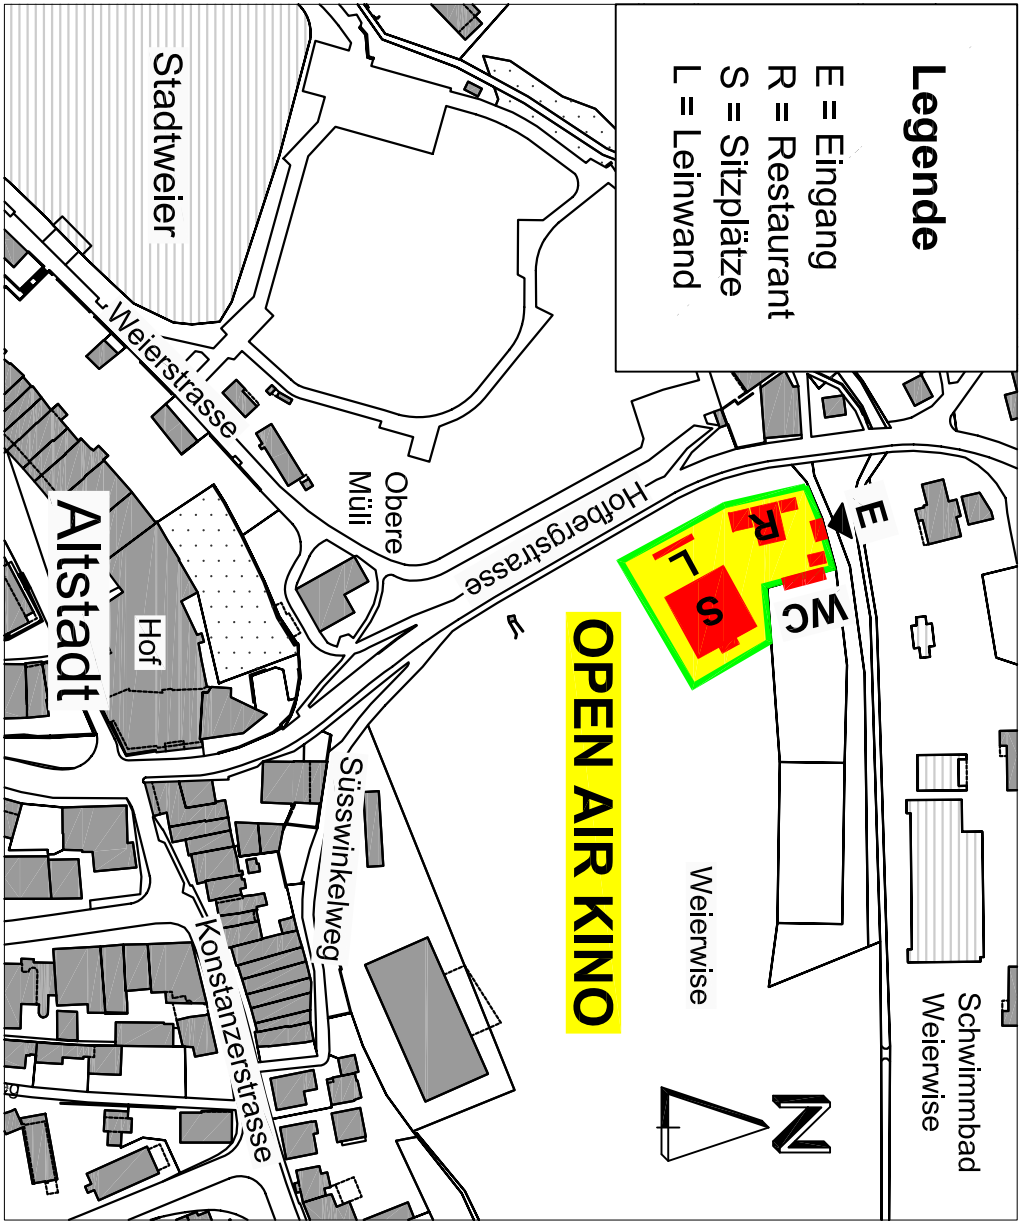 Legende
E = Eingang
R = Restaurant
S = Sitzplätze
L = Leinwand
Stadtweier
Weierstrasse
Obere
Müli
Hofbergstrasse
E
R
L
S
WC
OPEN AIR KINO
Altstadt
Hof
Süsswinkelweg
Konstanzerstrasse
Weierwise
Schwimmbad
Weierwise
N